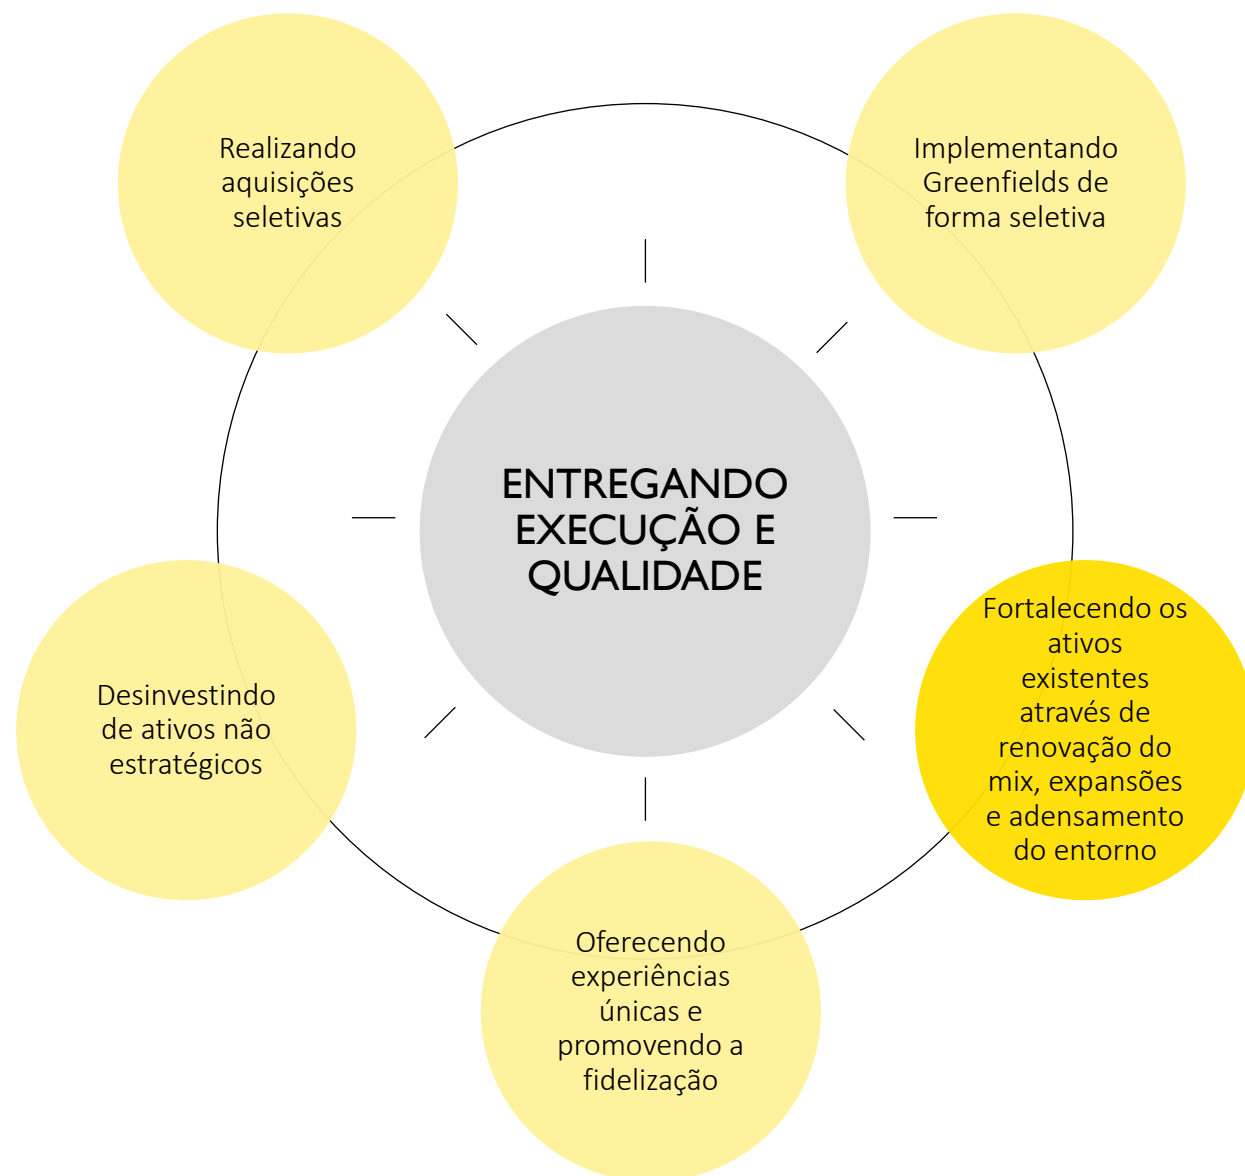 Realizando
aquisições
seletivas
Implementando
Greenfields de
forma seletiva
ENTREGANDO
EXECUÇÃO E
QUALIDADE
Fortalecendo os
ativos
existentes
através de
renovação do
mix, expansões
e adensamento
do entorno
Desinvestindo
de ativos não
estratégicos
Oferecendo
experiências
únicas e
promovendo a
fidelização